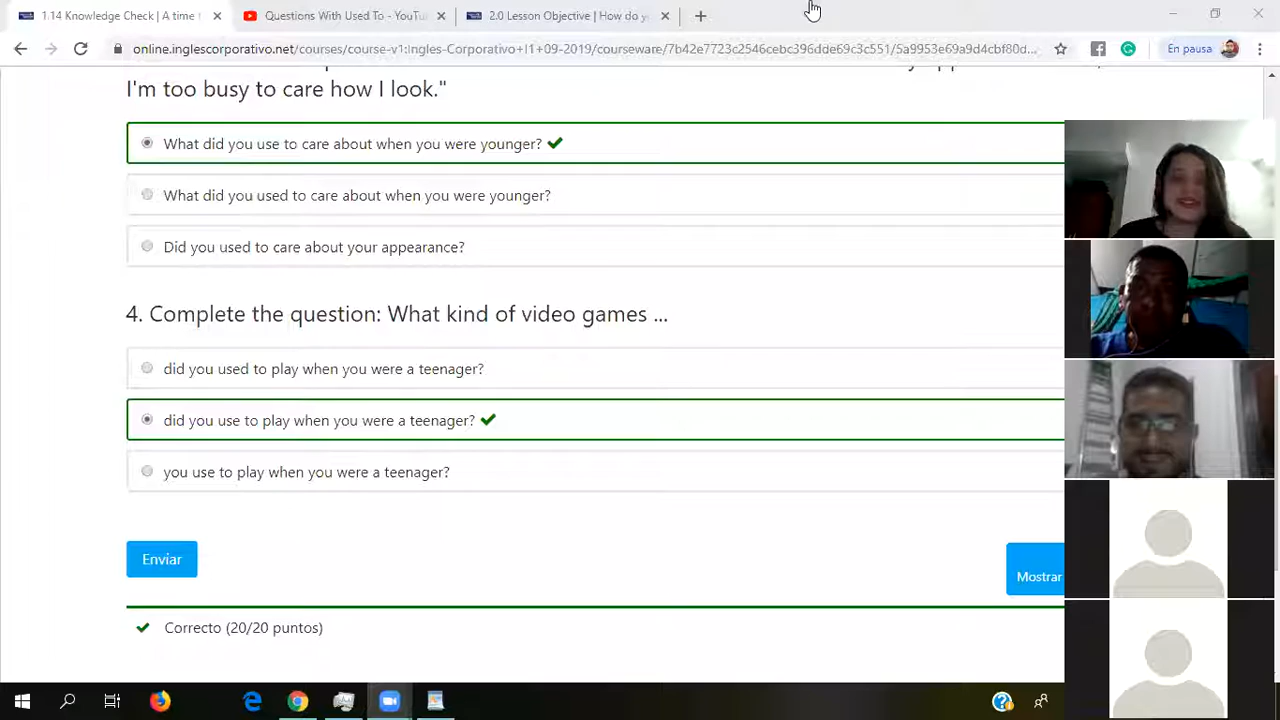 1.14 Knowledge Check | A time t
Questions With Used To - YouTu
2.0 Lesson Objective | How do yo
online.inglescorporativo.net/courses/course-v1:Ingles-Corporativo+I1+09-2019/courseware/7b42e7723c2546cebc396dde69c3c551/5a9953e69a9d4cbf80d...
En pausa
I'm too busy to care how I look."
What did you use to care about when you were younger?
What did you used to care about when you were younger?
Did you used to care about your appearance?
4. Complete the question: What kind of video games ...
did you used to play when you were a teenager?
did you use to play when you were a teenager?
you use to play when you were a teenager?
Enviar
Mostrar
Correcto (20/20 puntos)